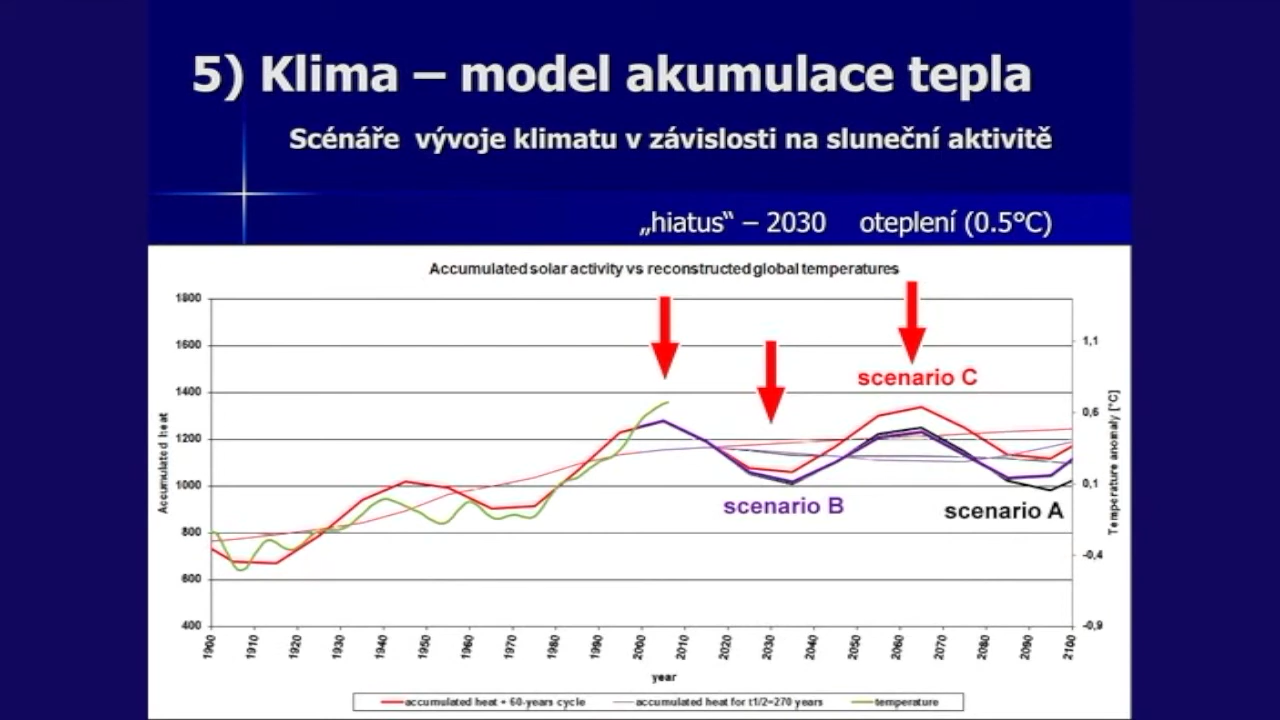 5) Klima – model akumulace tepla
Scénáře vývoje klimatu v závislosti na sluneční aktivitě
„hiatus“ – 2030 oteplení (0.5°C)
Accumulated solar activity vs reconstructed global temperatures
1800
1600
1400
1200
1000
800
600
400
Accumulated heat
1,1
0,6
0,1
-0,4
-0,9
Temperature anomaly [°C]
scenario C
scenario B
scenario A
1900 1910 1920 1930 1940 1950 1960 1970 1980 1990 2000 2010 2020 2030 2040 2050 2060 2070 2080 2090 2100
year
accumulated heat + 60-years cycle accumulated heat for t1/2=270 years temperature